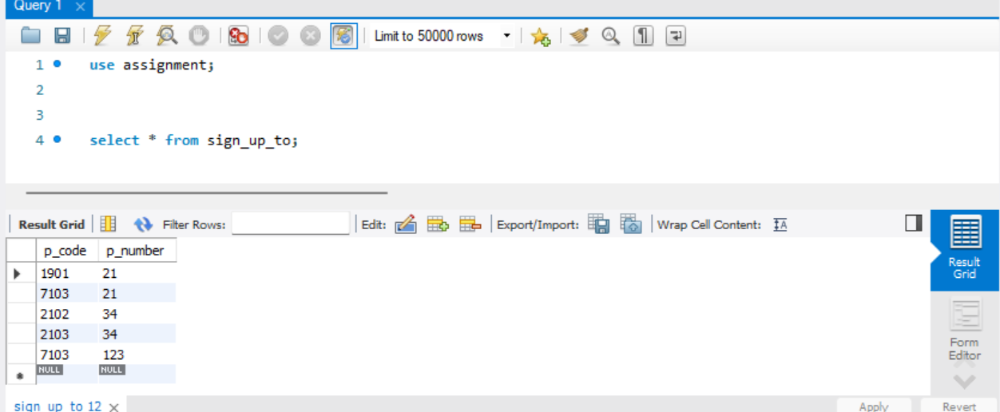 Query 1
Limit to 50000 rows
1 use assignment;
2
3
4 select * from sign_up_to;
Result Grid Filter Rows: Edit: Export/Import: Wrap Cell Content:
p_code p_number
1901 21
7103 21
2102 34
2103 34
7103 123
NULL NULL
Result Grid
Form Editor
sign_up_to 12 Apply Revert